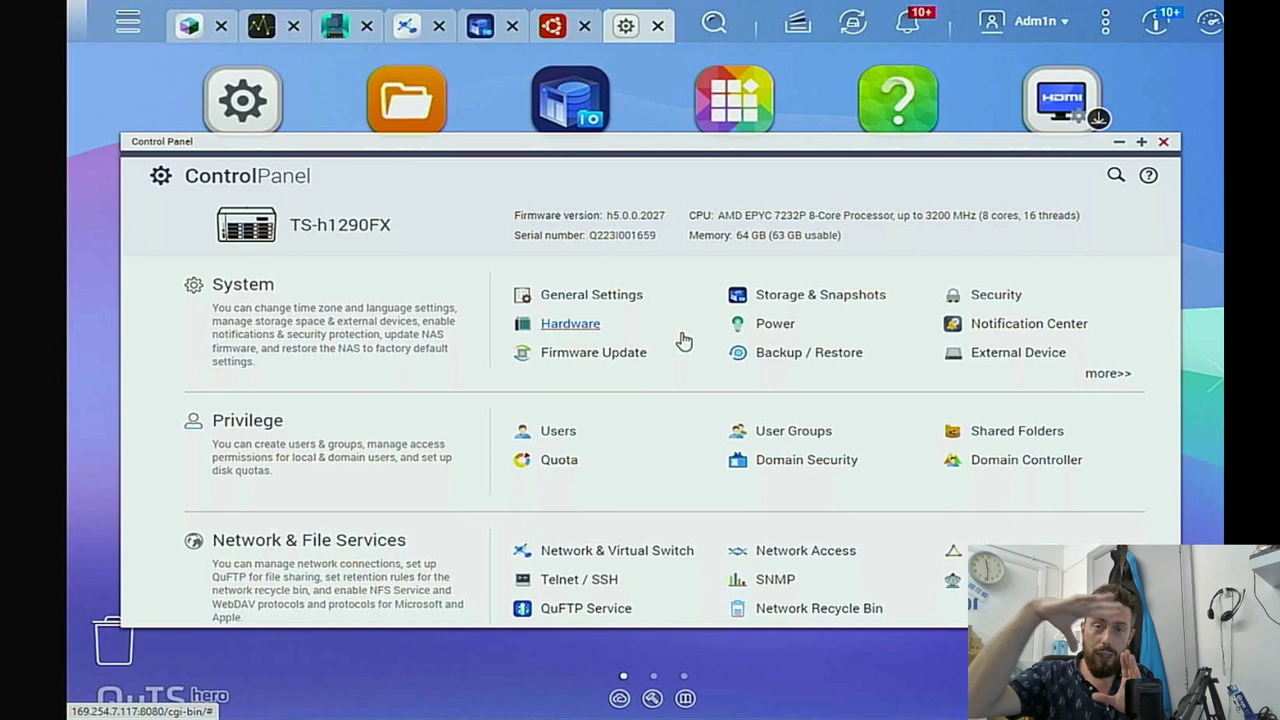 10+
Adm1n
10+
HDMI
Control Panel
ControlPanel
TS-h1290FX
Firmware version: h5.0.0.2027
CPU: AMD EPYC 7232P 8-Core Processor, up to 3200 MHz (8 cores, 16 threads)
Serial number: Q223I001659
Memory: 64 GB (63 GB usable)
System
You can change time zone and language settings,
manage storage space & external devices, enable
notifications & security protection, update NAS
firmware, and restore the NAS to factory default
settings.
General Settings
Storage & Snapshots
Security
Hardware
Power
Notification Center
Firmware Update
Backup / Restore
External Device
more>>
Privilege
You can create users & groups, manage access
permissions for local & domain users, and set up
disk quotas.
Users
User Groups
Shared Folders
Quota
Domain Security
Domain Controller
Network & File Services
You can manage network connections, set up
QuFTP for file sharing, set retention rules for the
network recycle bin, and enable NFS Service and
WebDAV protocols and protocols for Microsoft and
Apple.
Network & Virtual Switch
Network Access
Telnet / SSH
SNMP
QuFTP Service
Network Recycle Bin
QuTS hero
169.254.7.117:8080/cgi-bin/#